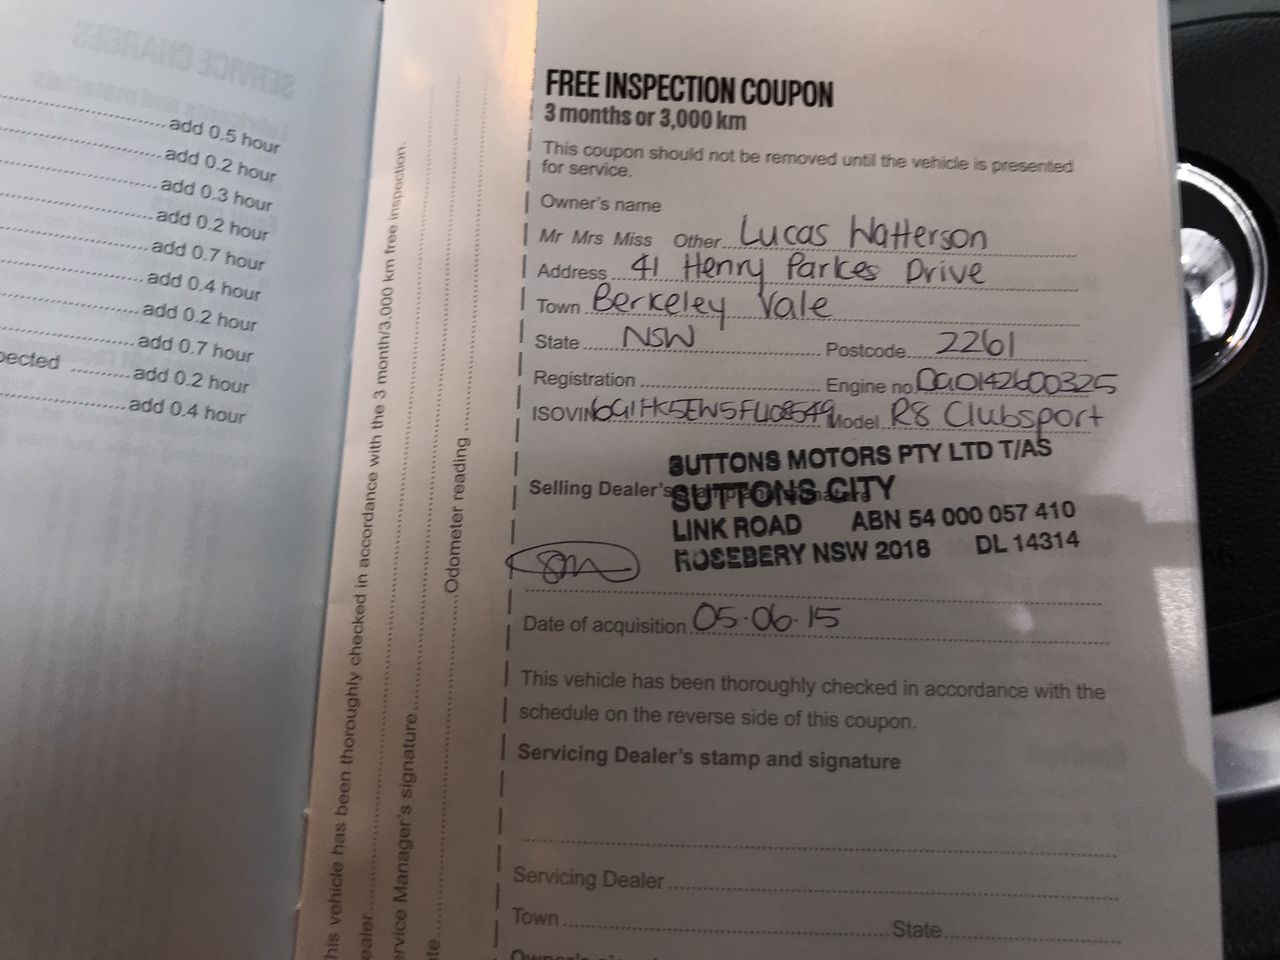 SERVICE CHARGES
add 0.5 hour
add 0.2 hour
add 0.3 hour
add 0.2 hour
add 0.7 hour
add 0.4 hour
add 0.2 hour
add 0.7 hour
pected ..........add 0.2 hour
add 0.4 hour
his vehicle has been thoroughly checked in accordance with the 3 month/3,000 km free inspection.
ealer
ervice Manager's signature
te
Odometer reading
FREE INSPECTION COUPON
3 months or 3,000 km
This coupon should not be removed until the vehicle is presented
for service.
Owner's name
Mr Mrs Miss Other Lucas Watterson
Address 41 Henry Parkes Drive
Town Berkeley Vale
State NSW Postcode 2261
Registration Engine no.
ISOVIN Model R8 Clubsport
SUTTONS MOTORS PTY LTD T/AS
Selling Dealer's SUTTONS CITY
LINK ROAD ABN 54 000 057 410
ROSEBERY NSW 2018 DL 14314
Date of acquisition 05.06.15
This vehicle has been thoroughly checked in accordance with the
schedule on the reverse side of this coupon.
Servicing Dealer's stamp and signature
Servicing Dealer
Town State